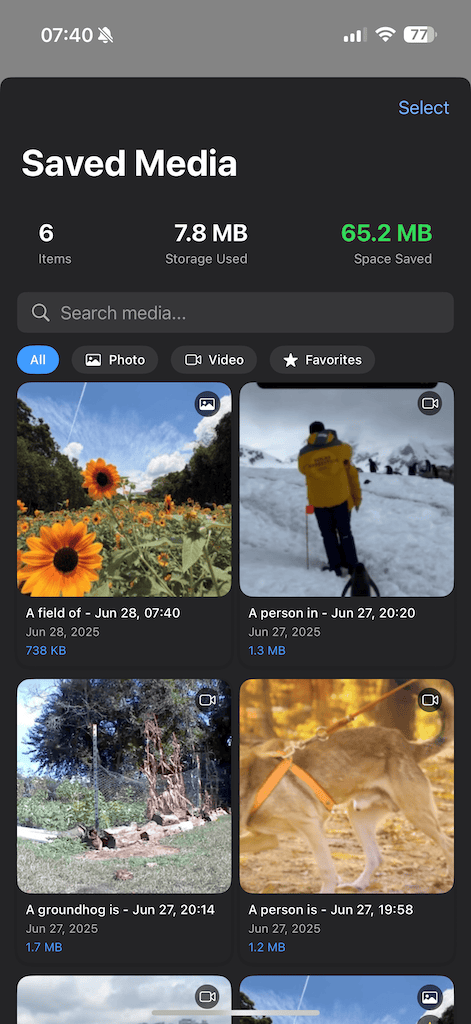 07:40
77
Select
Saved Media
6
7.8 MB
65.2 MB
Items
Storage Used
Space Saved
Search media...
All
Photo
Video
Favorites
A field of - Jun 28, 07:40
Jun 28, 2025
738 KB
A person in - Jun 27, 20:20
Jun 27, 2025
1.3 MB
A groundhog is - Jun 27, 20:14
Jun 27, 2025
1.7 MB
A person is - Jun 27, 19:58
Jun 27, 2025
1.2 MB